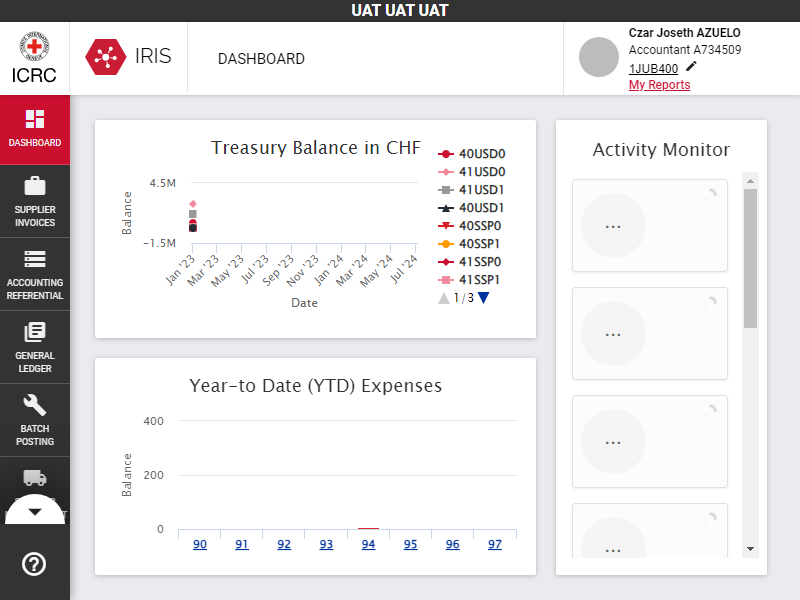 UAT UAT UAT
ICRC
IRIS
DASHBOARD
Czar Joseth AZUELO
Accountant A734509
1JUB400
My Reports
DASHBOARD
SUPPLIER
INVOICES
ACCOUNTING
REFERENTIAL
GENERAL
LEDGER
BATCH
POSTING
Treasury Balance in CHF
Balance
4.5M
−1.5M
Jan '23
Mar '23
May '23
Jul '23
Sep '23
Nov '23
Jan '24
Mar '24
May '24
Jul '24
Date
40USD0
41USD0
41USD1
40USD1
40SSP0
40SSP1
41SSP0
41SSP1
1/3
Year-to Date (YTD) Expenses
Balance
400
200
0
90 91 92 93 94 95 96 97
Activity Monitor
...
...
...
...